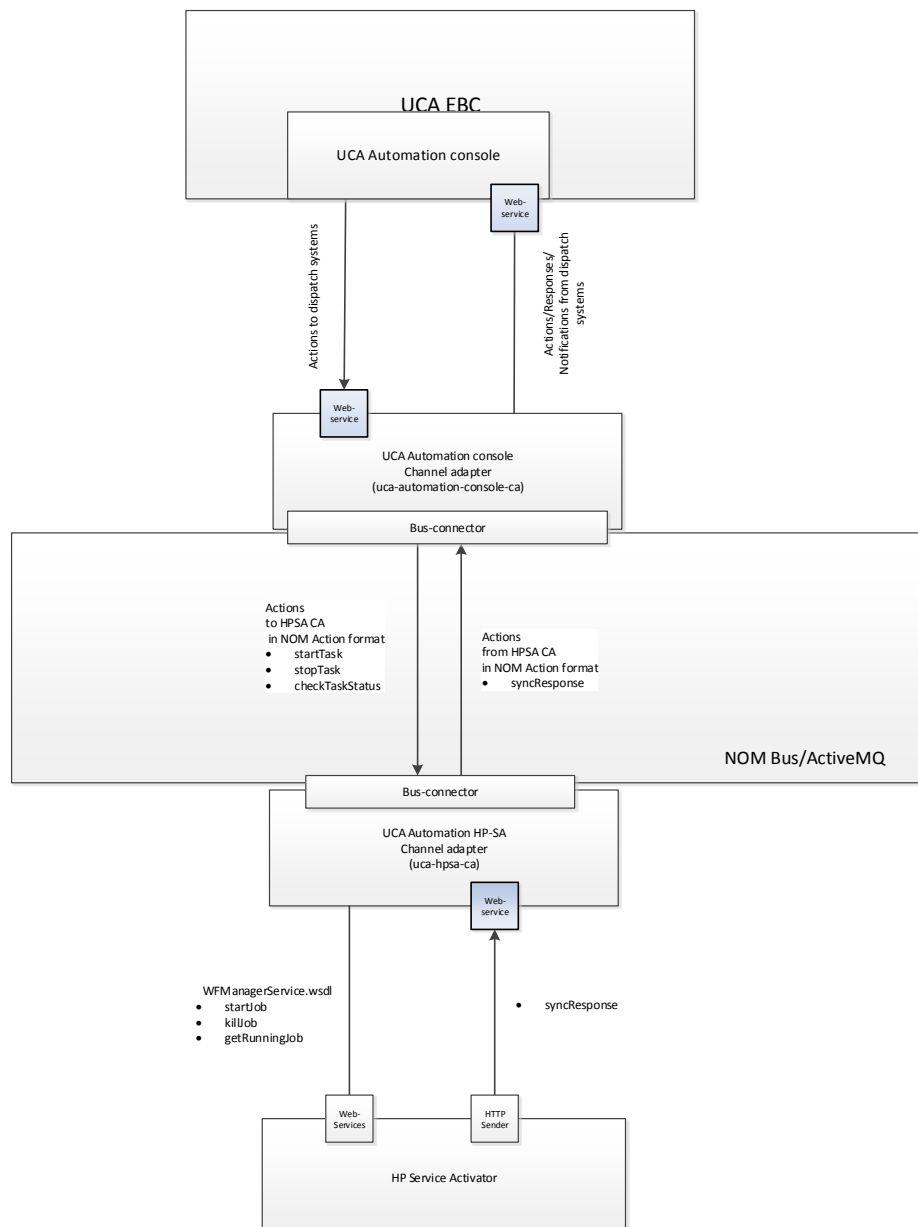 UCA EBC
UCA Automation console
Web-
service
Actions to dispatch systems
Actions/Responses/
Notifications from dispatch
systems
Web-
service
UCA Automation console
Channel adapter
(uca-automation-console-ca)
Bus-connector
Actions
to HPSA CA
in NOM Action format
• startTask
• stopTask
• checkTaskStatus
Actions
from HPSA CA
in NOM Action format
• syncResponse
NOM Bus/ActiveMQ
Bus-connector
UCA Automation HP-SA
Channel adapter
(uca-hpsa-ca)
Web-
service
WFManagerService.wsdl
• startJob
• killJob
• getRunningJob
• syncResponse
Web-
Services
HTTP
Sender
HP Service Activator